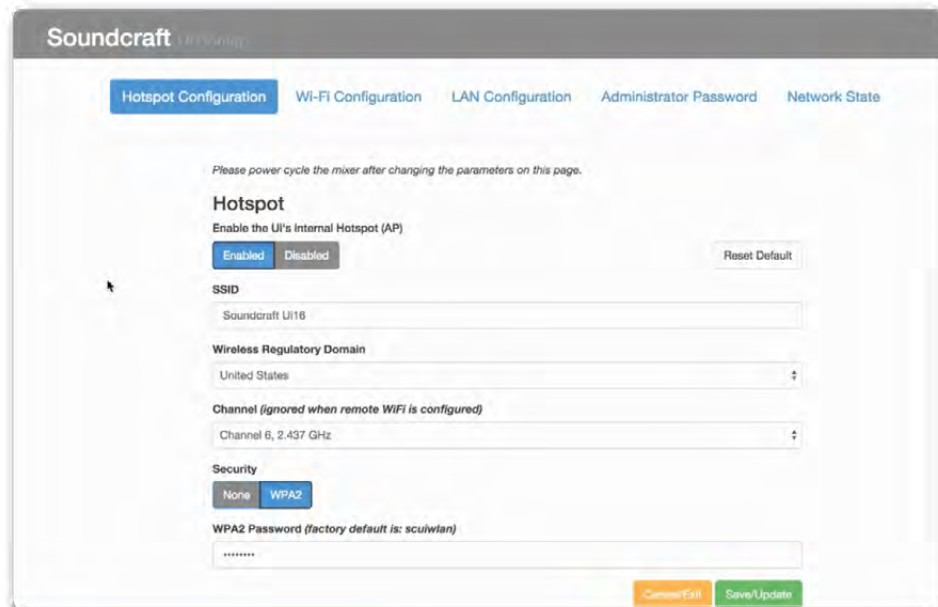 Soundcraft
Hotspot Configuration Wi-Fi Configuration LAN Configuration Administrator Password Network State
Please power cycle the mixer after changing the parameters on this page.
Hotspot
Enable the Ui's Internal Hotspot (AP)
Enabled Disabled Reset Default
SSID
Soundcraft Ui16
Wireless Regulatory Domain
United States
Channel (ignored when remote WiFi is configured)
Channel 6, 2.437 GHz
Security
None WPA2
WPA2 Password (factory default is: scuiwlan)
••••••••
Cancel/Exit Save/Update